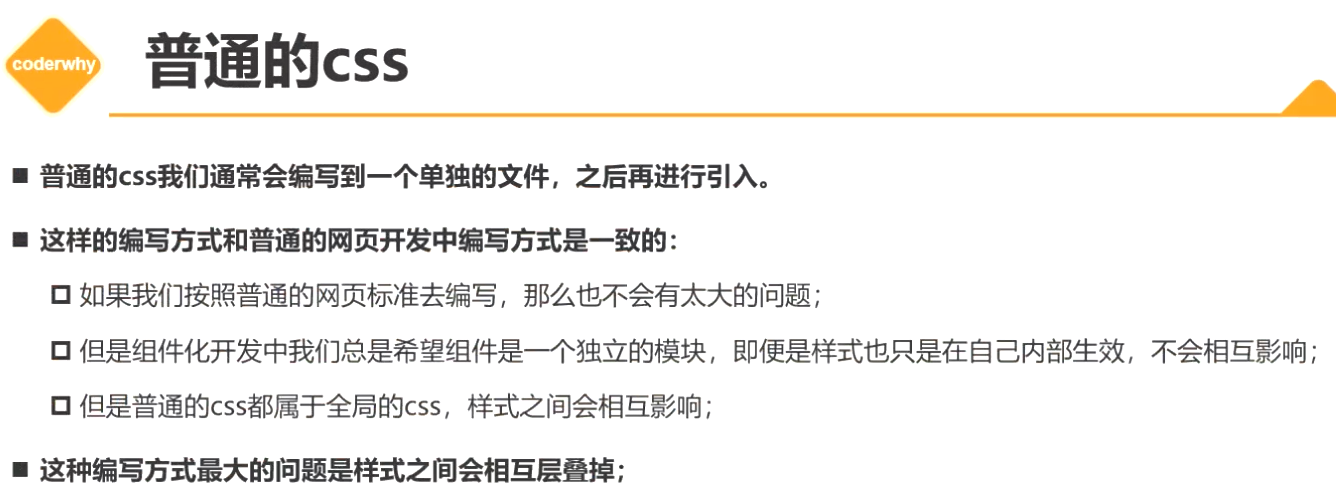 coderwhy
普通的css
普通的css我们通常会编写到一个单独的文件，之后再进行引入。
这样的编写方式和普通的网页开发中编写方式是一致的：
如果我们按照普通的网页标准去编写，那么也不会有太大的问题；
但是组件化开发中我们总是希望组件是一个独立的模块，即便是样式也只是在自己内部生效，不会相互影响；
但是普通的css都属于全局的css，样式之间会相互影响；
这种编写方式最大的问题是样式之间会相互层叠掉；